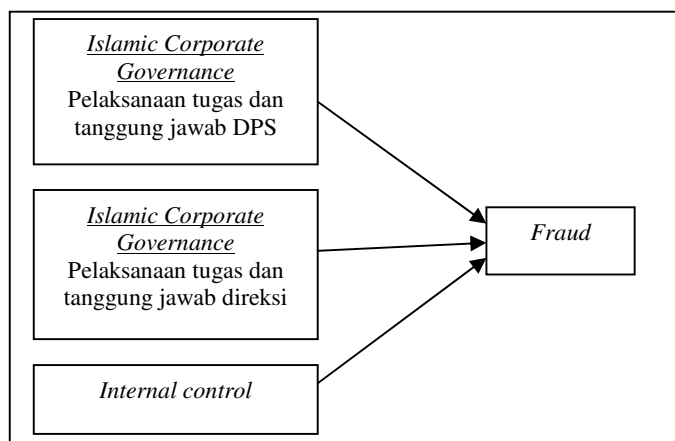 Islamic Corporate
Governance
Pelaksanaan tugas dan
tanggung jawab DPS
Islamic Corporate
Governance
Pelaksanaan tugas dan
tanggung jawab direksi
Fraud
Internal control